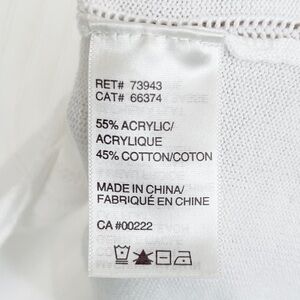 RET# 73943
CAT# 66374
55% ACRYLIC/
ACRYLIQUE
45% COTTON/COTON
MADE IN CHINA/
FABRIQUÉ EN CHINE
CA #00222